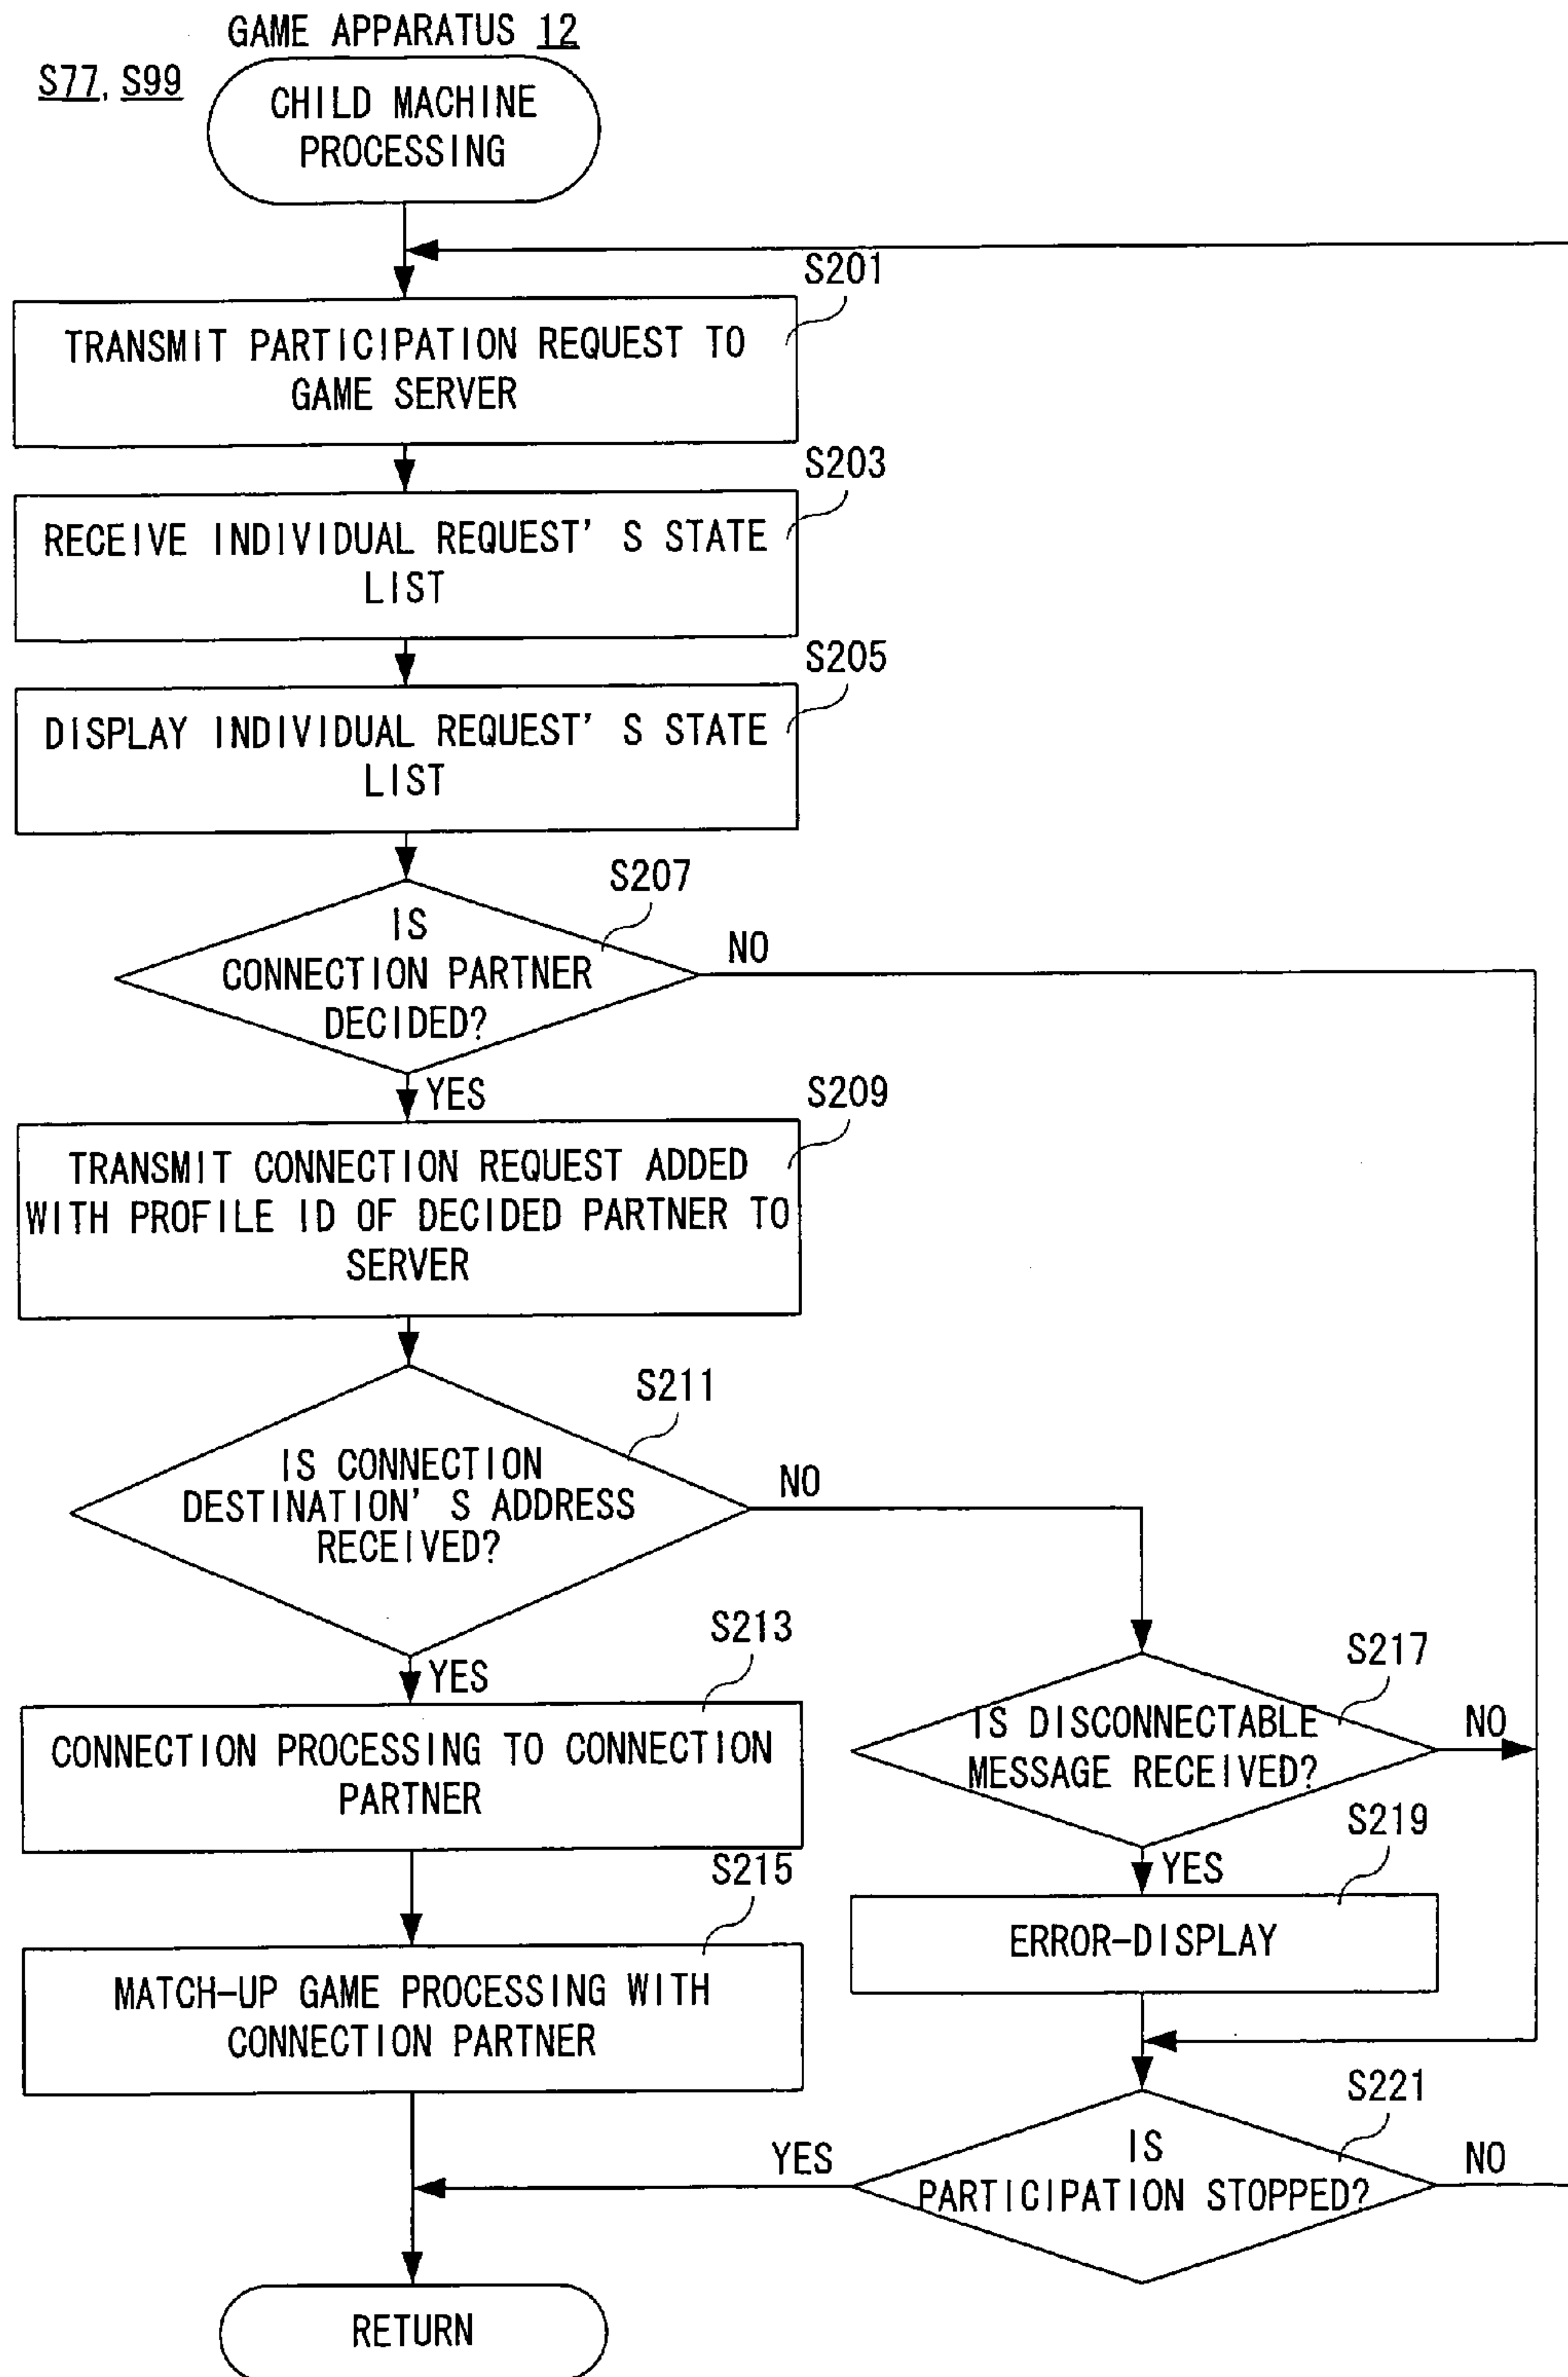 GAME APPARATUS 12
S77, S99
CHILD MACHINE
PROCESSING
S201
TRANSMIT PARTICIPATION REQUEST TO
GAME SERVER
S203
RECEIVE INDIVIDUAL REQUEST'S STATE
LIST
S205
DISPLAY INDIVIDUAL REQUEST'S STATE
LIST
S207
IS
CONNECTION PARTNER
DECIDED?
NO
YES
S209
TRANSMIT CONNECTION REQUEST ADDED
WITH PROFILE ID OF DECIDED PARTNER TO
SERVER
S211
IS CONNECTION
DESTINATION'S ADDRESS
RECEIVED?
NO
YES
S213
CONNECTION PROCESSING TO CONNECTION
PARTNER
S215
MATCH-UP GAME PROCESSING WITH
CONNECTION PARTNER
S217
IS DISCONNECTABLE
MESSAGE RECEIVED?
NO
YES
S219
ERROR-DISPLAY
S221
IS
PARTICIPATION STOPPED?
YES
NO
RETURN